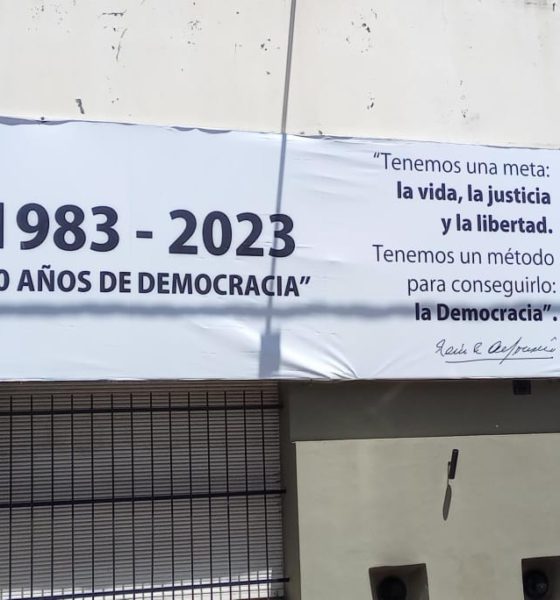 1983 - 2023
0 AÑOS DE DEMOCRACIA”
“Tenemos una meta:
la vida, la justicia
y la libertad.
Tenemos un método
para conseguirlo:
la Democracia”.